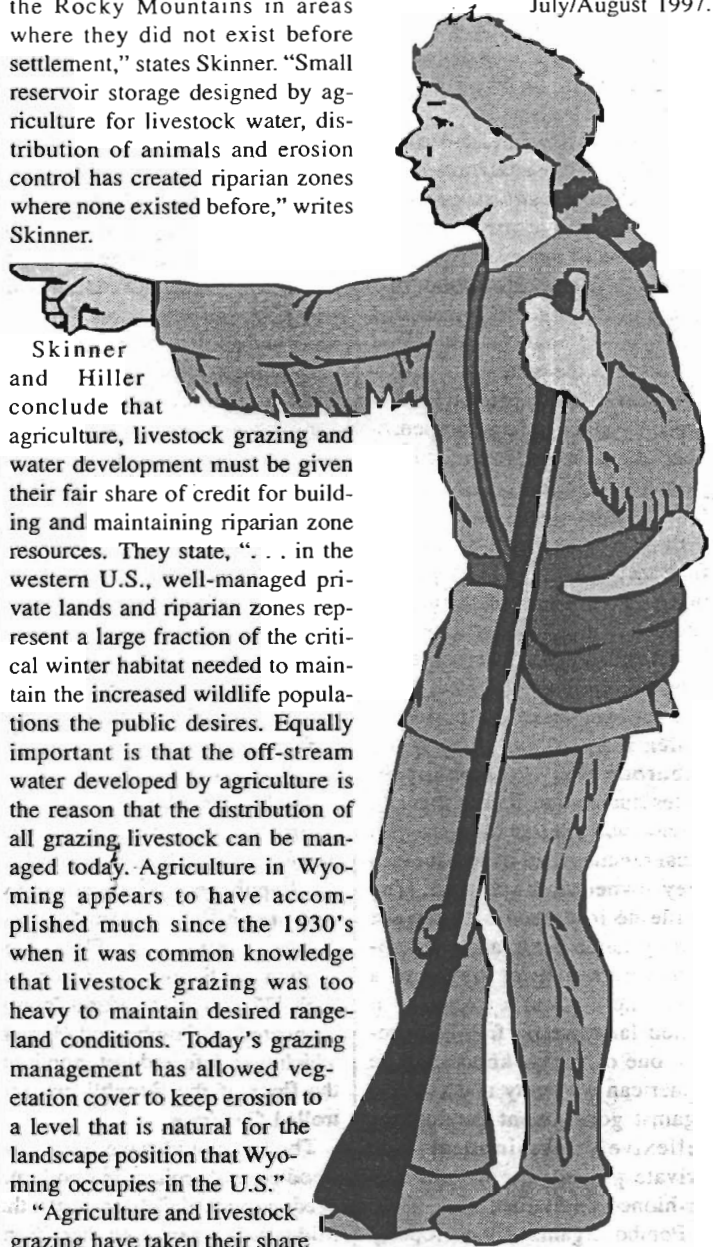 the Rocky Mountains in areas
where they did not exist before
settlement,” states Skinner. “Small
reservoir storage designed by ag-
riculture for livestock water, dis-
tribution of animals and erosion
control has created riparian zones
where none existed before,” writes
Skinner.
Skinner
and Hiller
conclude that
agriculture, livestock grazing and
water development must be given
their fair share of credit for build-
ing and maintaining riparian zone
resources. They state, “. . . in the
western U.S., well-managed pri-
vate lands and riparian zones rep-
resent a large fraction of the criti-
cal winter habitat needed to main-
tain the increased wildlife popula-
tions the public desires. Equally
important is that the off-stream
water developed by agriculture is
the reason that the distribution of
all grazing livestock can be man-
aged today. Agriculture in Wyo-
ming appears to have accom-
plished much since the 1930's
when it was common knowledge
that livestock grazing was too
heavy to maintain desired range-
land conditions. Today's grazing
management has allowed veg-
etation cover to keep erosion to
a level that is natural for the
landscape position that Wyo-
ming occupies in the U.S.”
“Agriculture and livestock
grazing have taken their share
July/August 1997.